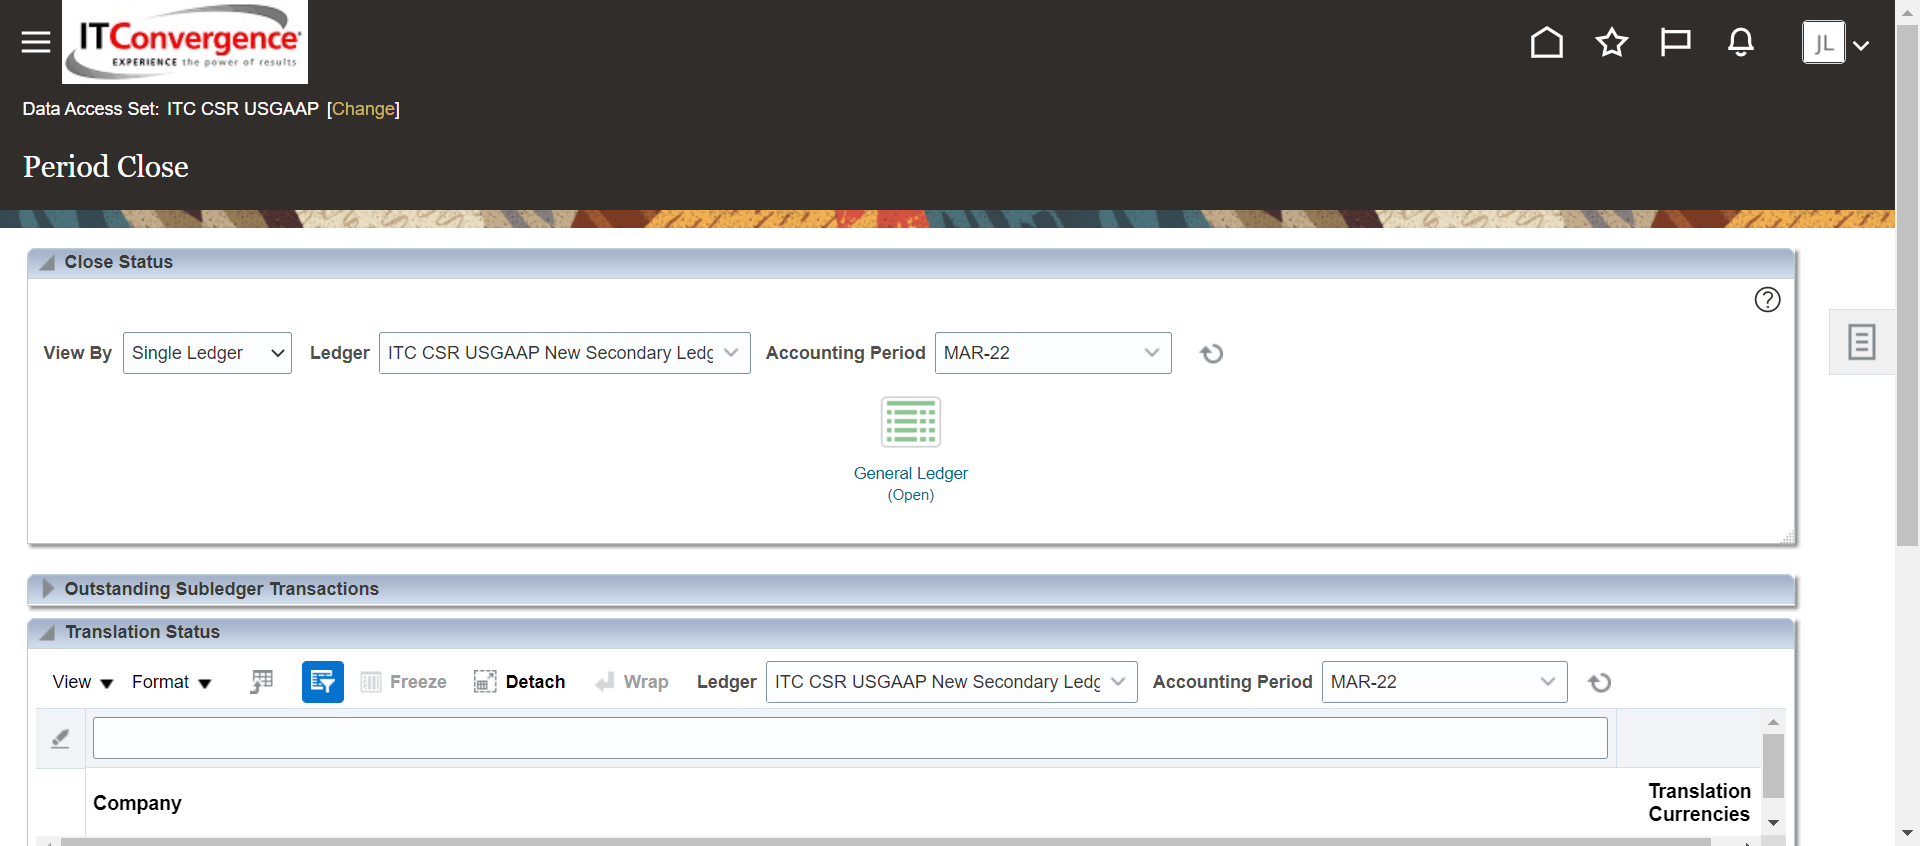 ITConvergence
EXPERIENCE the power of results
JL
Data Access Set: ITC CSR USGAAP [Change]
Period Close
Close Status
View By Single Ledger Ledger ITC CSR USGAAP New Secondary Ledg Accounting Period MAR-22
General Ledger
(Open)
Outstanding Subledger Transactions
Translation Status
View Format Freeze Detach Wrap Ledger ITC CSR USGAAP New Secondary Ledg Accounting Period MAR-22
Company
Translation
Currencies